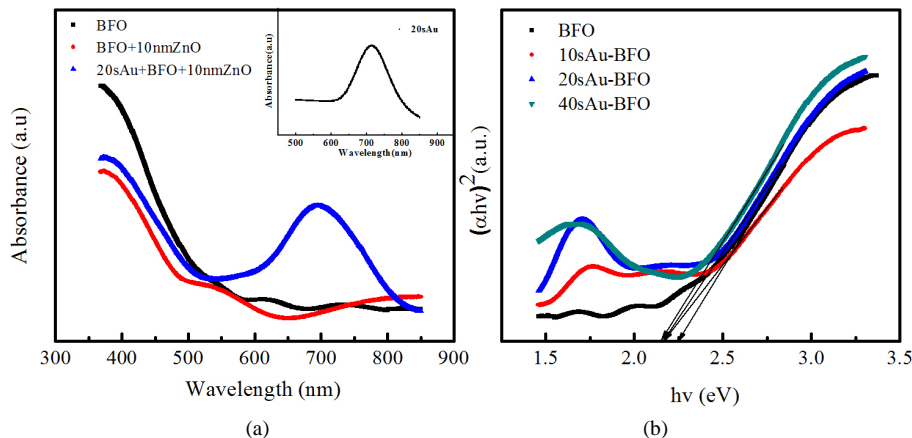 BFO
BFO+10nmZnO
20sAu+BFO+10nmZnO
Absorbance (a.u)
300 400 500 600 700 800 900
Wavelength (nm)
20sAu
Absorbance(a.u)
500 600 700 800 900
Wavelength(nm)
(a)
BFO
10sAu-BFO
20sAu-BFO
40sAu-BFO
(αhν)2(a.u.)
1.5 2.0 2.5 3.0 3.5
hν (eV)
(b)